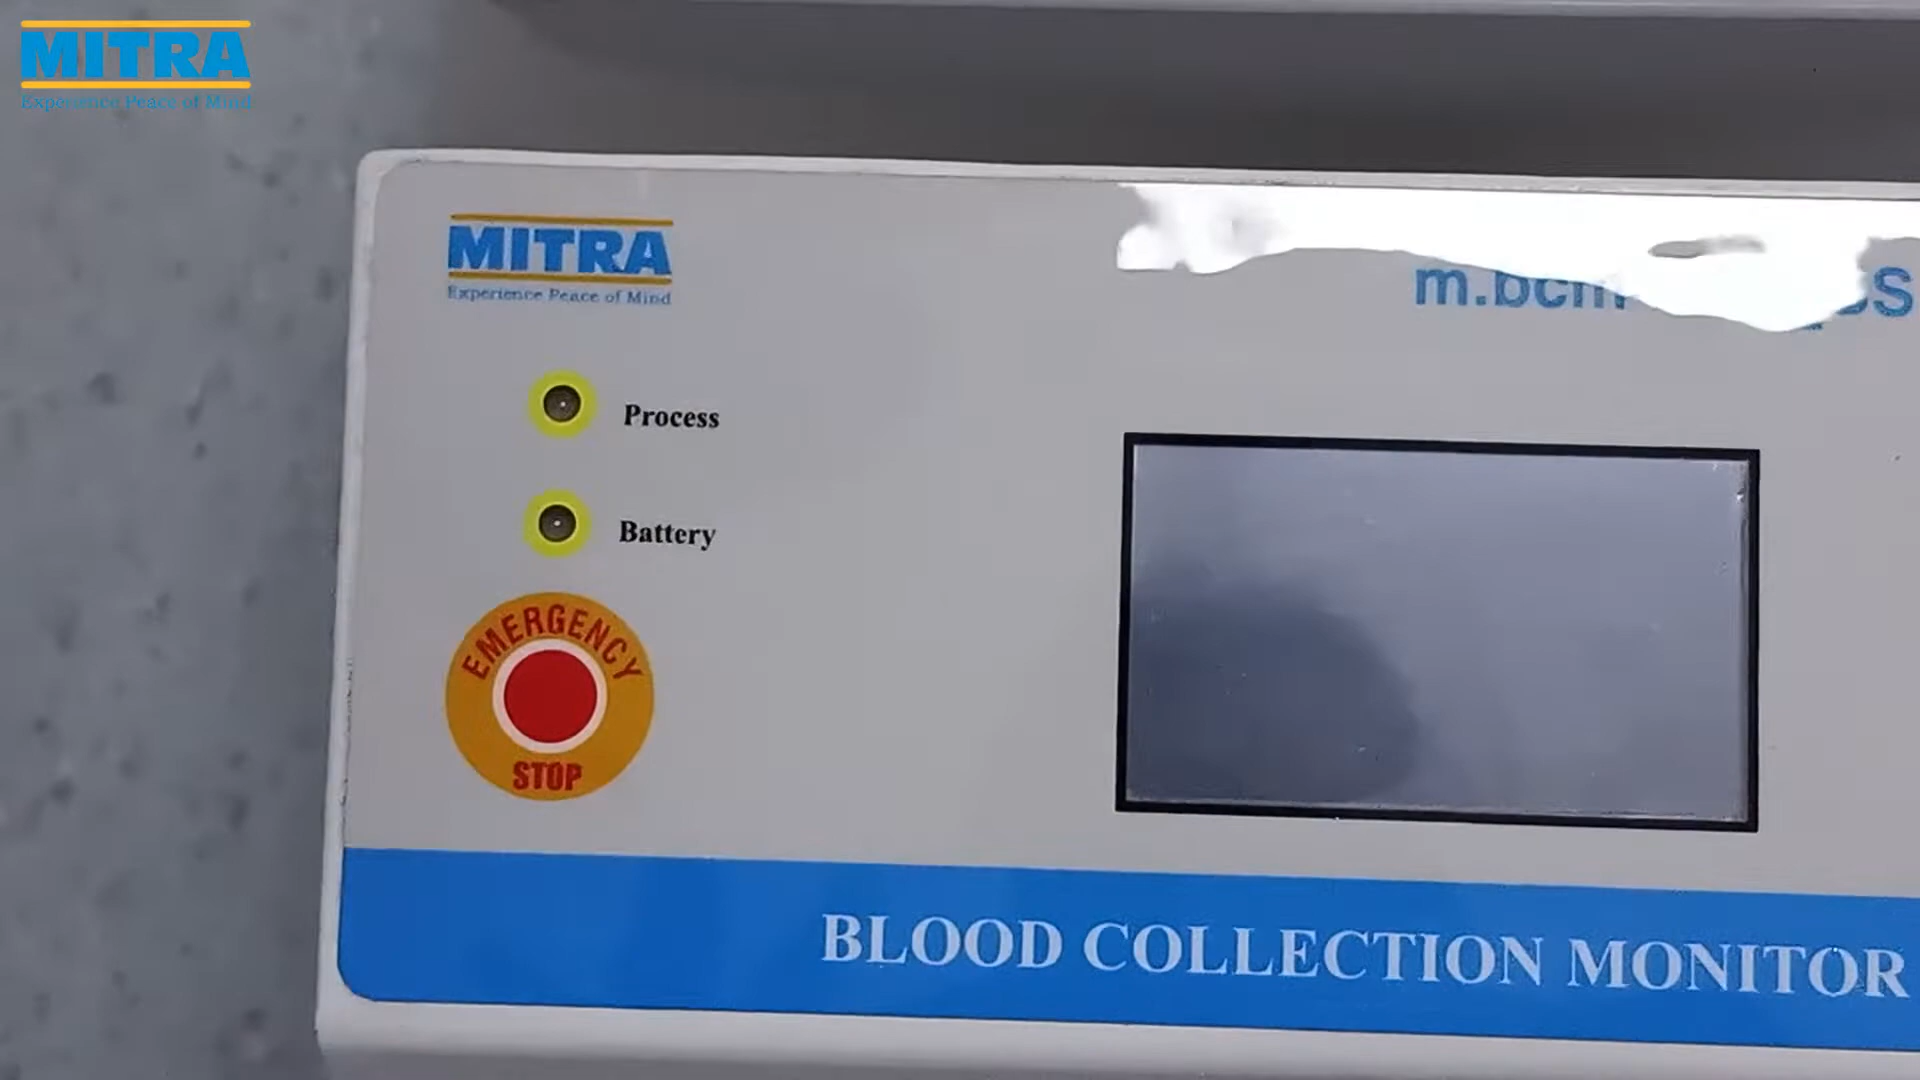 MITRA
Experience Peace of Mind
MITRA
Experience Peace of Mind
Process
Battery
EMERGENCY
STOP
BLOOD COLLECTION MONITOR